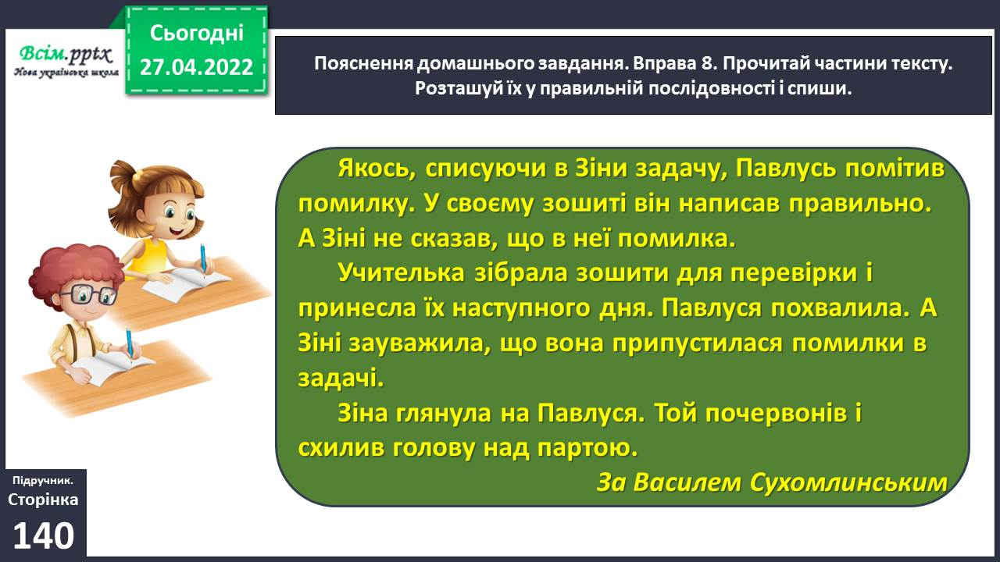 Всім.pptx
Нова українська школа
Сьогодні
27.04.2022
Пояснення домашнього завдання. Вправа 8. Прочитай частини тексту.
Розташуй їх у правильній послідовності і спиши.
Якось, списуючи в Зіни задачу, Павлусь помітив
помилку. У своєму зошиті він написав правильно.
А Зіні не сказав, що в неї помилка.
Учителька зібрала зошити для перевірки і
принесла їх наступного дня. Павлуся похвалила. А
Зіні зауважила, що вона припустилася помилки в
задачі.
Зіна глянула на Павлуся. Той почервонів і
схилив голову над партою.
За Василем Сухомлинським
Підручник.
Сторінка
140